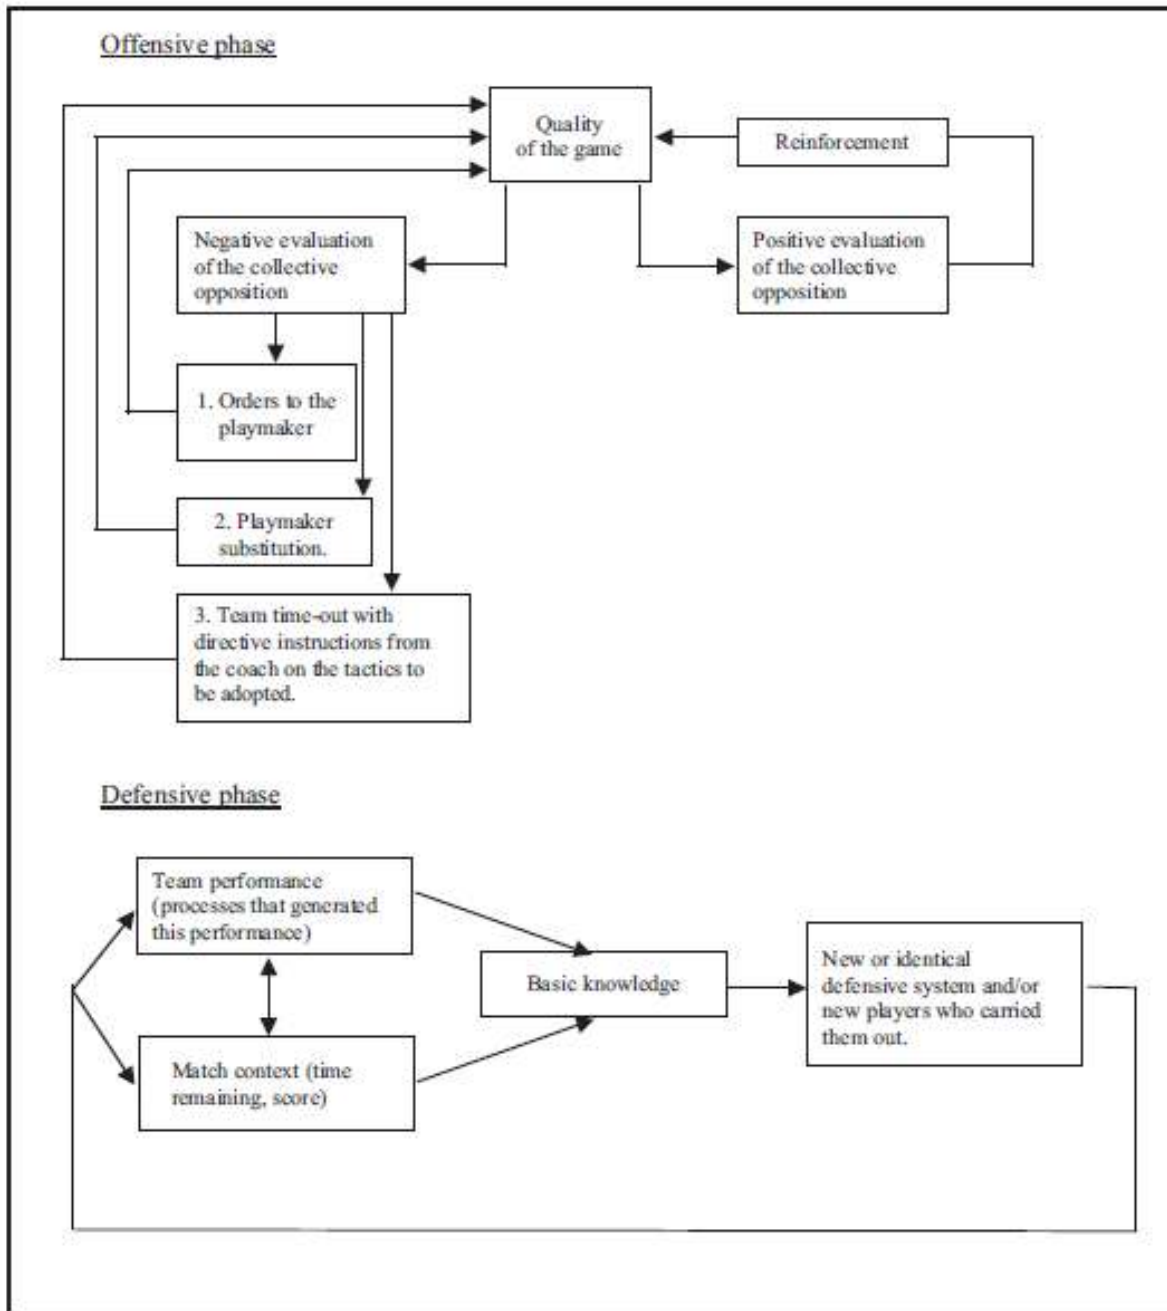 Offensive phase
Quality
of the game
Reinforcement
Negative evaluation
of the collective
opposition
Positive evaluation
of the collective
opposition
1. Orders to the
playmaker
2. Playmaker
substitution.
3. Team time-out with
directive instructions from
the coach on the tactics to
be adopted.
Defensive phase
Team performance
(processes that generated
this performance)
Basic knowledge
New or identical
defensive system and/or
new players who carried
them out.
Match context (time
remaining, score)